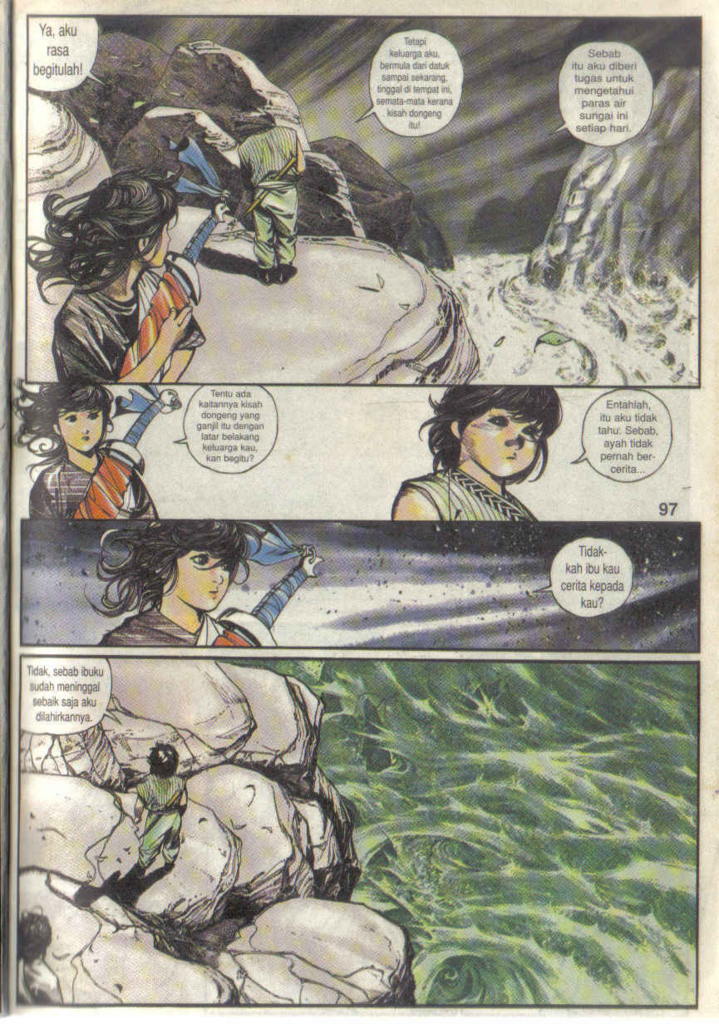 Ya, aku
rasa
begitulah!
Tetapi
keluarga aku,
bermula dari datuk
sampai sekarang,
tinggal di tempat ini,
semata-mata kerana
kisah dongeng
itu!
Sebab
itu aku diberi
tugas untuk
mengetahui
paras air
sungai ini
setiap hari.
Tentu ada
kaitannya kisah
dongeng yang
ganjil itu dengan
latar belakang
keluarga kau,
kan begitu?
Entahlah,
itu aku tidak
tahu. Sebab,
ayah tidak
pernah ber-
cerita...
97
Tidak-
kah ibu kau
cerita kepada
kau?
Tidak, sebab ibuku
sudah meninggal
sebaik saja aku
dilahirkannya.